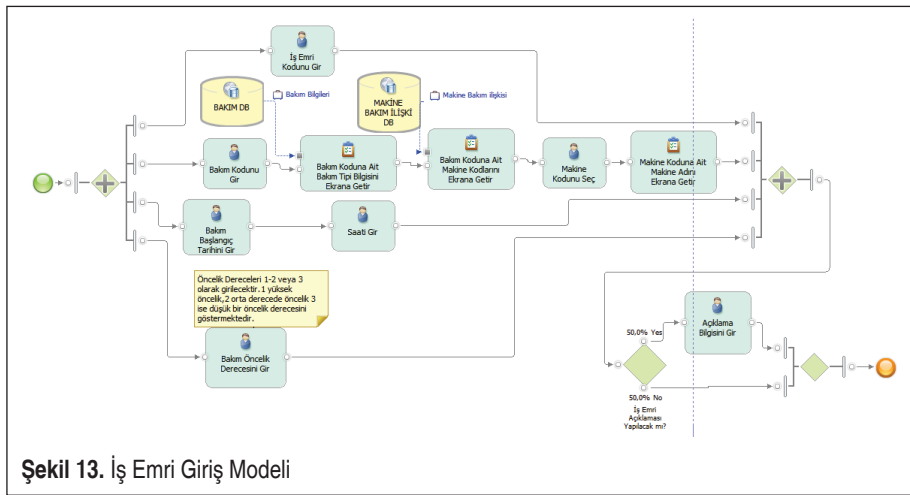 İş Emri
Kodunu Gir
BAKIM DB
Bakım Bilgileri
MAKİNE
BAKIM İLİŞKİ
DB
Makine Bakım ilişkisi
Bakım Kodunu
Gir
Bakım Koduna Ait
Bakım Tipi Bilgisini
Ekrana Getir
Bakım Koduna Ait
Makine Kodlarını
Ekrana Getir
Makine
Kodunu Seç
Makine Koduna Ait
Makine Adını
Ekrana Getir
Bakım
Başlangıç
Tarihini Gir
Saati Gir
Öncelik Dereceleri 1-2 veya 3
olarak girilecektir.1 yüksek
öncelik,2 orta derecede öncelik 3
ise düşük bir öncelik derecesini
göstermektedir.
Bakım Öncelik
Derecesini Gir
50,0% Yes
Açıklama
Bilgisini Gir
50,0% No
İş Emri
Açıklaması
Yapılacak mı?
Şekil 13. İş Emri Giriş Modeli